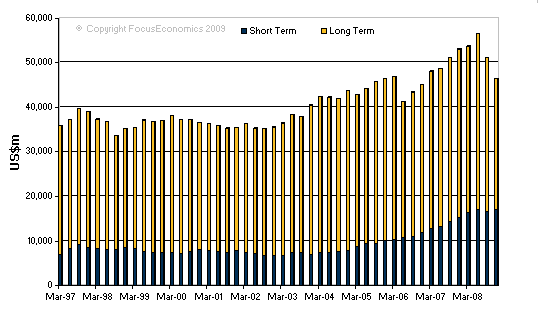 60,000
© Copyright FocusEconomics 2009
Short Term
Long Term
50,000
40,000
US$m
30,000
20,000
10,000
0
Mar-97 Mar-98 Mar-99 Mar-00 Mar-01 Mar-02 Mar-03 Mar-04 Mar-05 Mar-06 Mar-07 Mar-08